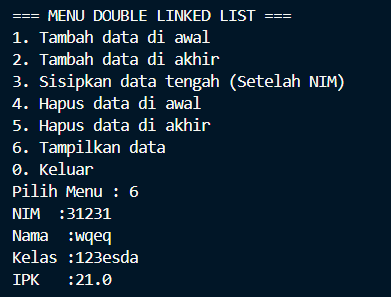 === MENU DOUBLE LINKED LIST ===
1. Tambah data di awal
2. Tambah data di akhir
3. Sisipkan data tengah (Setelah NIM)
4. Hapus data di awal
5. Hapus data di akhir
6. Tampilkan data
0. Keluar
Pilih Menu : 6
NIM  :31231
Nama  :wqeq
Kelas :123esda
IPK   :21.0